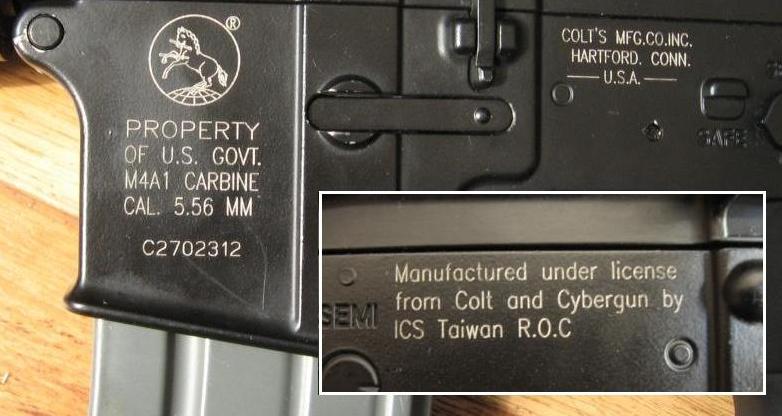 ®
PROPERTY
OF U.S. GOVT.
M4A1 CARBINE
CAL. 5.56 MM
C2702312
COLT'S MFG.CO.INC.
HARTFORD. CONN.
U.S.A.
SAFE
SEMI
Manufactured under license
from Colt and Cybergun by
ICS Taiwan R.O.C